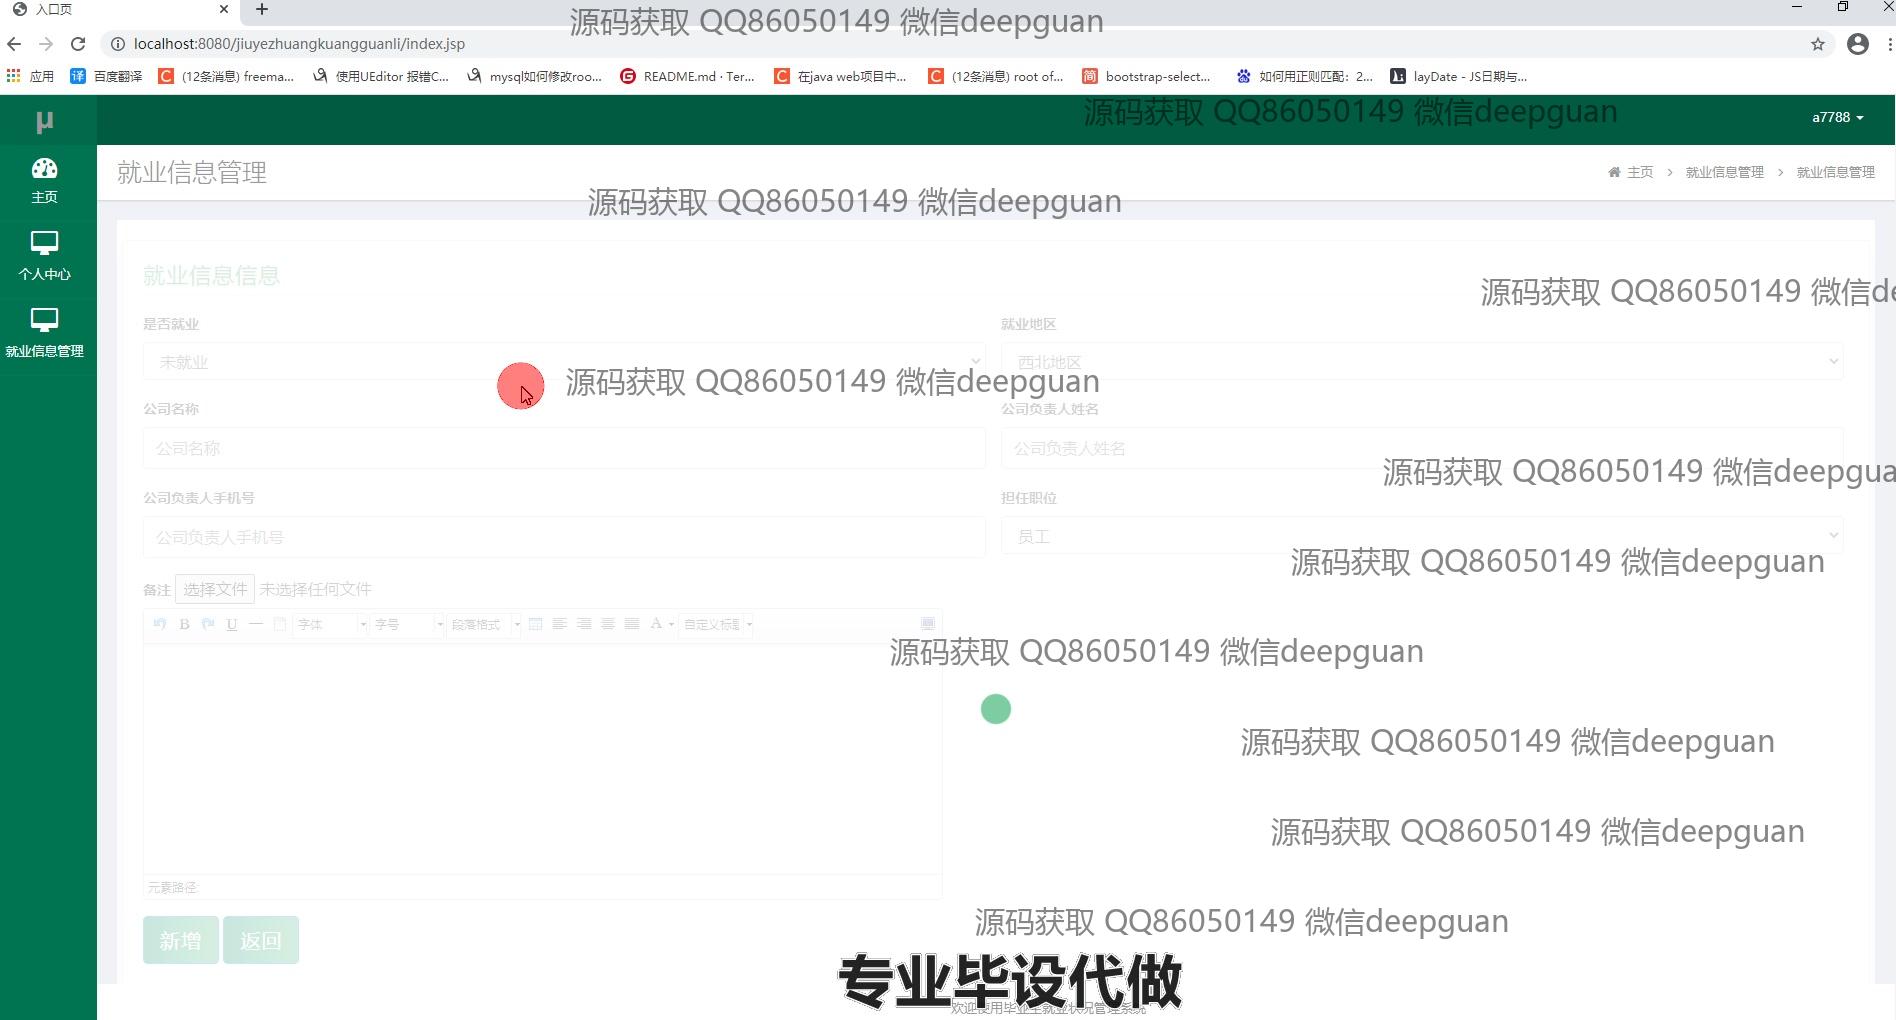 入口页
源码获取 QQ86050149 微信deepguan
localhost:8080/jiuyezhuangkuangguanli/index.jsp
应用
百度翻译
(12条消息) freema...
使用UEditor 报错C...
mysql如何修改roo...
README.md · Ter...
在java web项目中...
(12条消息) root of...
bootstrap-select...
如何用正则匹配：2...
layDate - JS日期与...
μ
源码获取 QQ86050149 微信deepguan
a7788
主页
个人中心
就业信息管理
就业信息管理
主页 > 就业信息管理 > 就业信息管理
源码获取 QQ86050149 微信deepguan
就业信息信息
源码获取 QQ86050149 微信de
是否就业
就业地区
未就业
西北地区
源码获取 QQ86050149 微信deepguan
公司名称
公司负责人姓名
公司名称
公司负责人姓名
源码获取 QQ86050149 微信deepgua
公司负责人手机号
担任职位
公司负责人手机号
员工
源码获取 QQ86050149 微信deepguan
备注 选择文件 未选择任何文件
B U 字体 字号 段落格式 A 自定义标题
源码获取 QQ86050149 微信deepguan
源码获取 QQ86050149 微信deepguan
源码获取 QQ86050149 微信deepguan
元素路径:
源码获取 QQ86050149 微信deepguan
新增 返回
专业毕设代做
欢迎使用毕业生就业状况管理系统